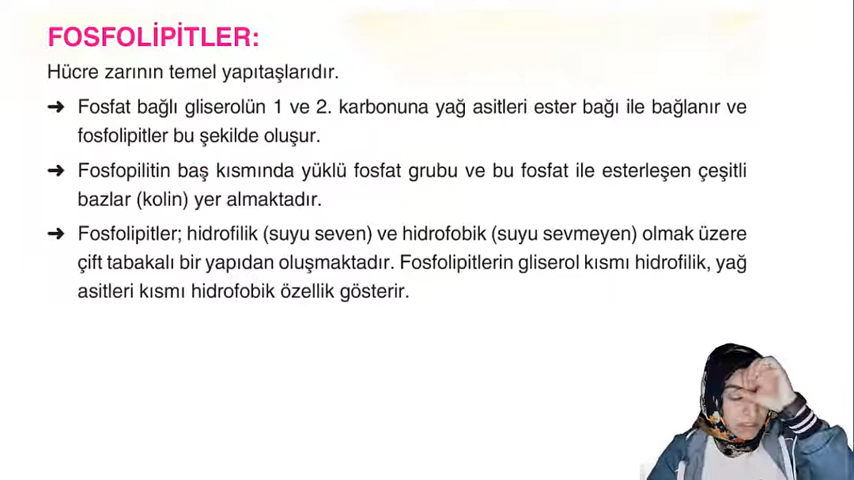 FOSFOLİPİTLER:
Hücre zarının temel yapıtaşlarıdır.
➜ Fosfat bağlı gliserolün 1 ve 2. karbonuna yağ asitleri ester bağı ile bağlanır ve
fosfolipitler bu şekilde oluşur.
➜ Fosfopilitin baş kısmında yüklü fosfat grubu ve bu fosfat ile esterleşen çeşitli
bazlar (kolin) yer almaktadır.
➜ Fosfolipitler; hidrofilik (suyu seven) ve hidrofobik (suyu sevmeyen) olmak üzere
çift tabakalı bir yapıdan oluşmaktadır. Fosfolipitlerin gliserol kısmı hidrofilik, yağ
asitleri kısmı hidrofobik özellik gösterir.